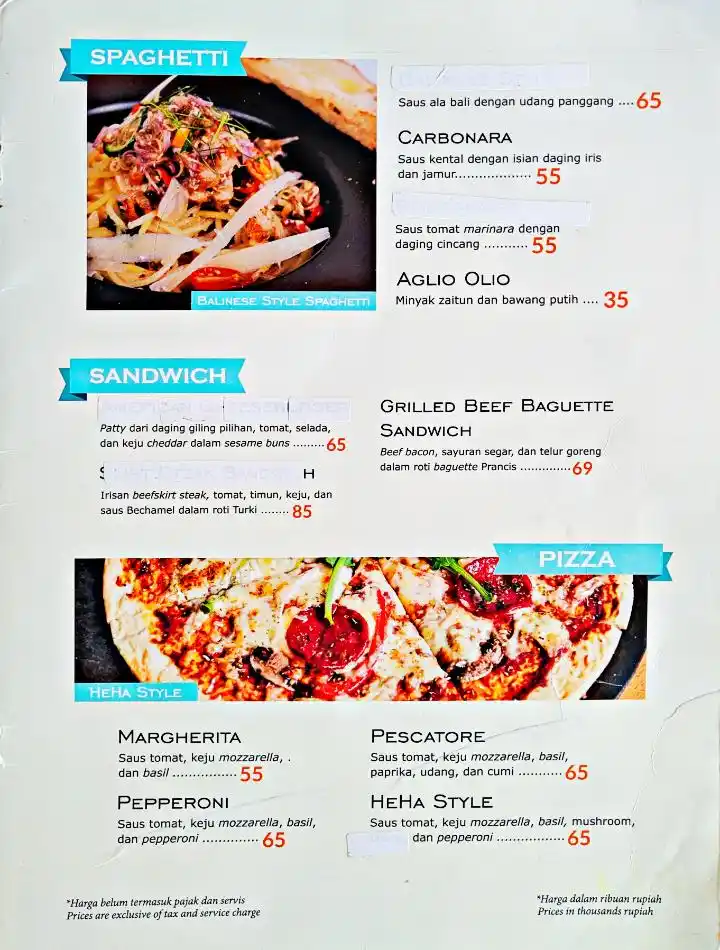 SPAGHETTI
Saus ala bali dengan udang panggang .... 65
CARBONARA
Saus kental dengan isian daging iris
dan jamur................... 55
Saus tomat marinara dengan
daging cincang ........... 55
AGLIO OLIO
Minyak zaitun dan bawang putih .... 35
BALINESE STYLE SPAGHETTI
SANDWICH
Patty dari daging giling pilihan, tomat, selada,
dan keju cheddar dalam sesame buns ......... 65
Irisan beefskirt steak, tomat, timun, keju, dan
saus Bechamel dalam roti Turki ........ 85
GRILLED BEEF BAGUETTE
SANDWICH
Beef bacon, sayuran segar, dan telur goreng
dalam roti baguette Prancis .............. 69
PIZZA
HEHA STYLE
MARGHERITA
Saus tomat, keju mozzarella, .
dan basil ................ 55
PEPPERONI
Saus tomat, keju mozzarella, basil,
dan pepperoni .............. 65
PESCATORE
Saus tomat, keju mozzarella, basil,
paprika, udang, dan cumi ........... 65
HEHA STYLE
Saus tomat, keju mozzarella, basil, mushroom,
dan pepperoni ................. 65
*Harga belum termasuk pajak dan servis
Prices are exclusive of tax and service charge
*Harga dalam ribuan rupiah
Prices in thousands rupiah